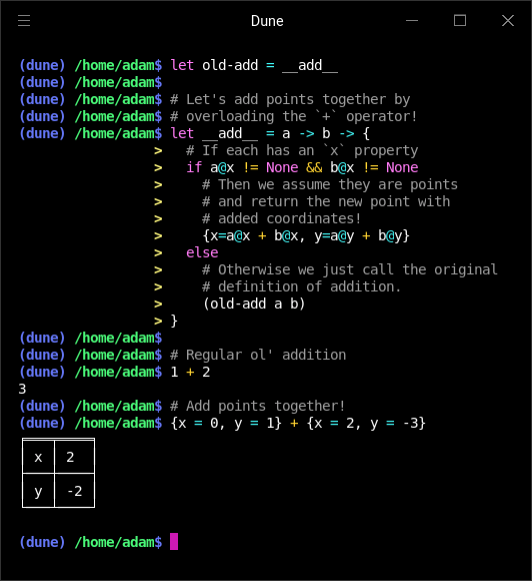 Dune
(dune) /home/adam$ let old-add = __add__
(dune) /home/adam$
(dune) /home/adam$ # Let's add points together by
(dune) /home/adam$ # overloading the `+` operator!
(dune) /home/adam$ let __add__ = a -> b -> {
> # If each has an `x` property
> if a@x != None && b@x != None
> # Then we assume they are points
> # and return the new point with
> # added coordinates!
> {x=a@x + b@x, y=a@y + b@y}
> else
> # Otherwise we just call the original
> # definition of addition.
> (old-add a b)
> }
(dune) /home/adam$
(dune) /home/adam$ # Regular ol' addition
(dune) /home/adam$ 1 + 2
3
(dune) /home/adam$ # Add points together!
(dune) /home/adam$ {x = 0, y = 1} + {x = 2, y = -3}
x 2
y -2
(dune) /home/adam$